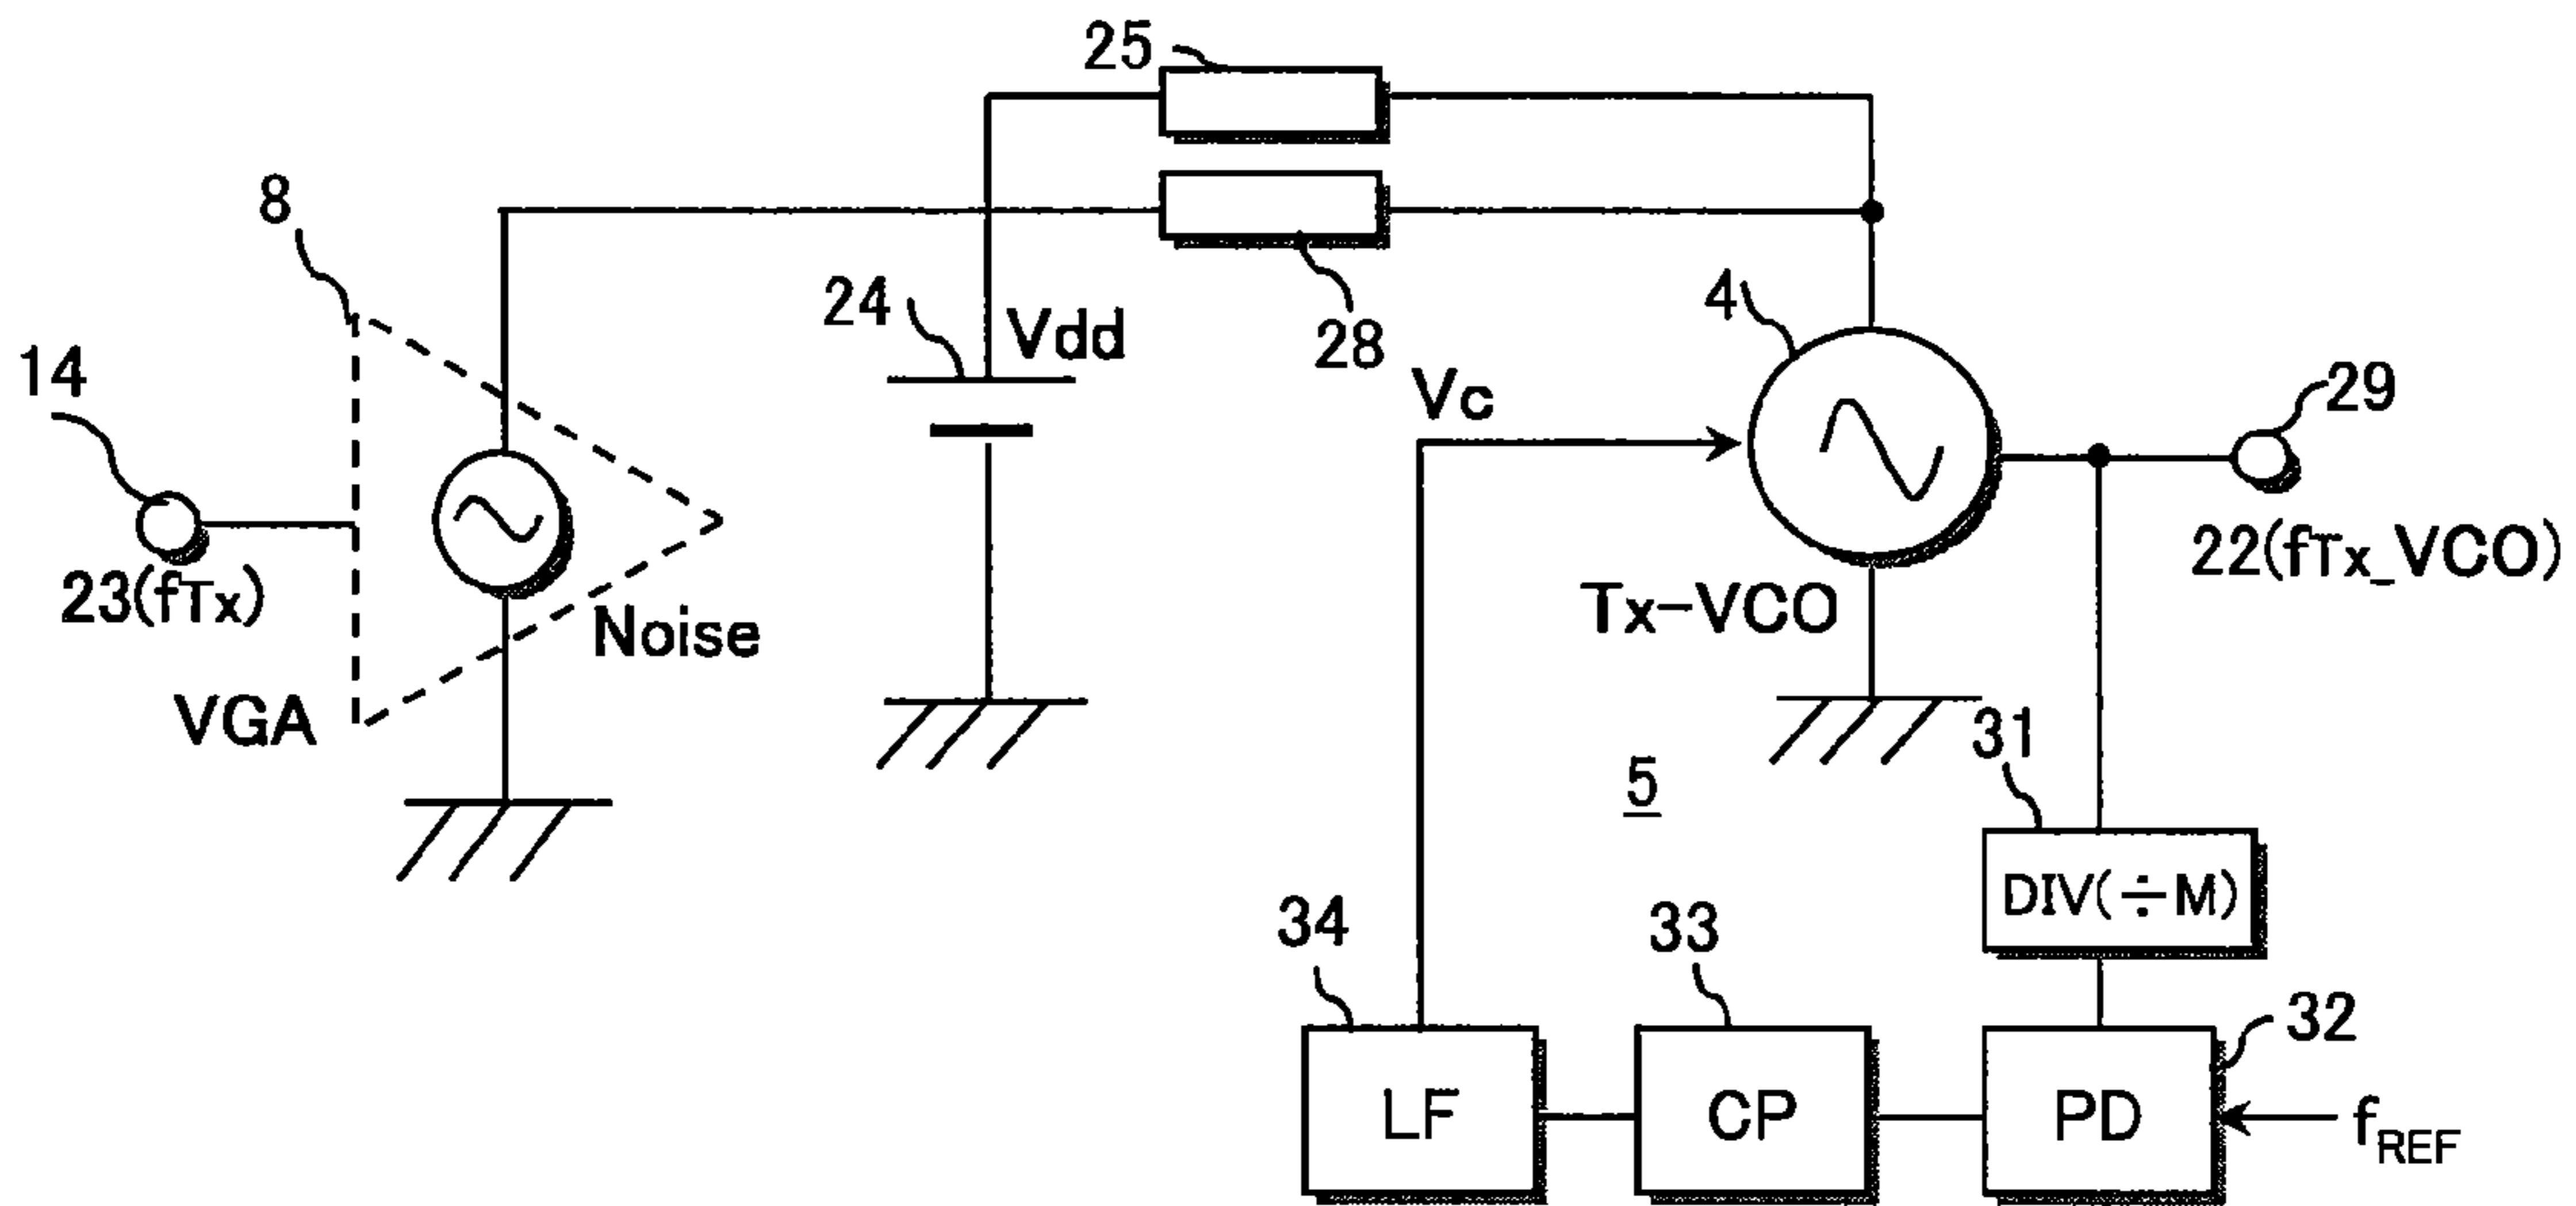 25
8
24
Vdd
28
4
14
Vc
29
23(fTx)
Noise
VGA
Tx-VCO
22(fTx_VCO)
5
31
DIV(÷M)
34
33
32
LF
CP
PD
fREF